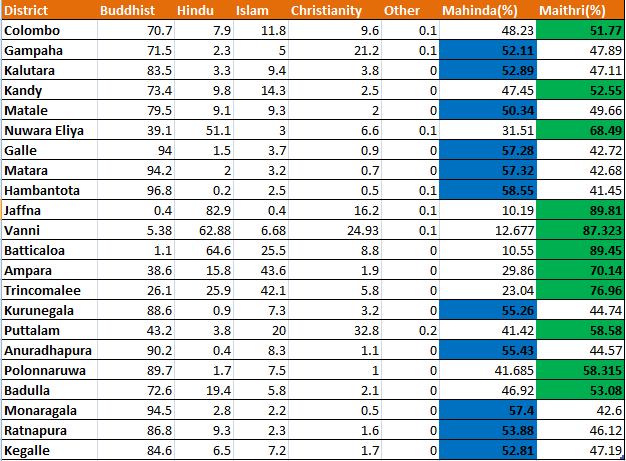 District Buddhist Hindu Islam Christianity Other Mahinda(%) Maithri(%)
Colombo 70.7 7.9 11.8 9.6 0.1 48.23 51.77
Gampaha 71.5 2.3 5 21.2 0.1 52.11 47.89
Kalutara 83.5 3.3 9.4 3.8 0 52.89 47.11
Kandy 73.4 9.8 14.3 2.5 0 47.45 52.55
Matale 79.5 9.1 9.3 2 0 50.34 49.66
Nuwara Eliya 39.1 51.1 3 6.6 0.1 31.51 68.49
Galle 94 1.5 3.7 0.9 0 57.28 42.72
Matara 94.2 2 3.2 0.7 0 57.32 42.68
Hambantota 96.8 0.2 2.5 0.5 0.1 58.55 41.45
Jaffna 0.4 82.9 0.4 16.2 0.1 10.19 89.81
Vanni 5.38 62.88 6.68 24.93 0.1 12.677 87.323
Batticaloa 1.1 64.6 25.5 8.8 0 10.55 89.45
Ampara 38.6 15.8 43.6 1.9 0 29.86 70.14
Trincomalee 26.1 25.9 42.1 5.8 0 23.04 76.96
Kurunegala 88.6 0.9 7.3 3.2 0 55.26 44.74
Puttalam 43.2 3.8 20 32.8 0.2 41.42 58.58
Anuradhapura 90.2 0.4 8.3 1.1 0 55.43 44.57
Polonnaruwa 89.7 1.7 7.5 1 0 41.685 58.315
Badulla 72.6 19.4 5.8 2.1 0 46.92 53.08
Monaragala 94.5 2.8 2.2 0.5 0 57.4 42.6
Ratnapura 86.8 9.3 2.3 1.6 0 53.88 46.12
Kegalle 84.6 6.5 7.2 1.7 0 52.81 47.19